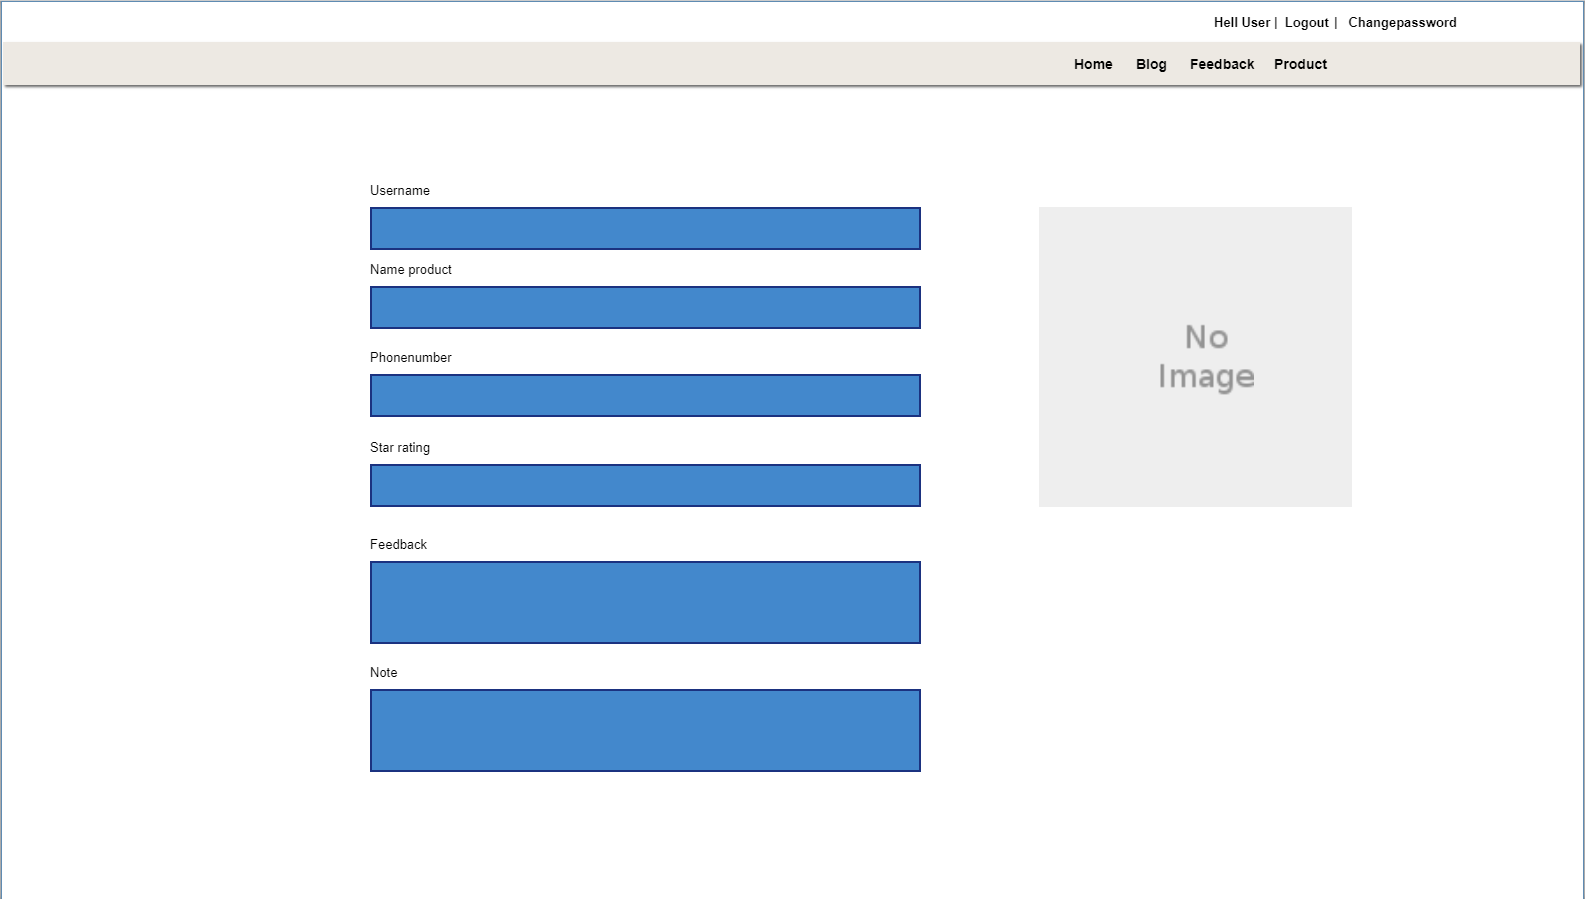 Hell User | Logout | Changepassword
Home Blog Feedback Product
Username
Name product
Phonenumber
Star rating
Feedback
Note
No
Image